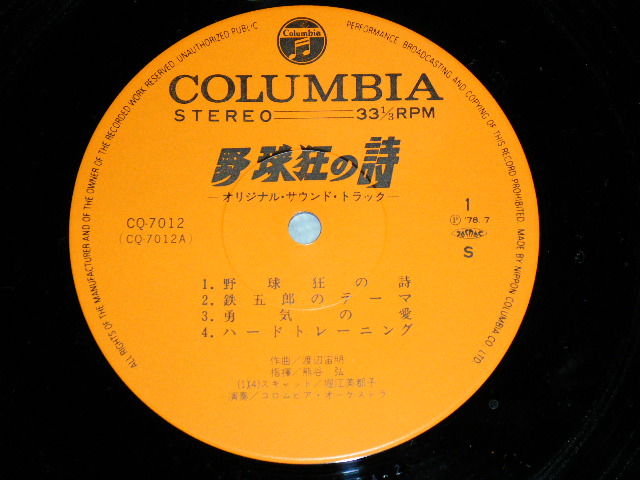 ALL RIGHTS OF THE MANUFACTURER AND OF THE OWNER OF THE RECORDED WORK RESERVED. UNAUTHORIZED PUBLIC PERFORMANCE, BROADCASTING AND COPYING OF THIS RECORD PROHIBITED. MADE BY NIPPON COLUMBIA CO. LTD.
Columbia
COLUMBIA
STEREO 33 1/3 RPM
野球狂の詩
—オリジナル・サウンド・トラック—
CQ-7012
(CQ-7012A)
1
Ⓟ '78. 7
S
1. 野球狂の詩
2. 鉄五郎のテーマ
3. 勇気の愛
4. ハードトレーニング
作曲/渡辺宙明
指揮/熊谷 弘
(1)(4)スキャット/堀江美都子
演奏/コロムビア・オーケストラ